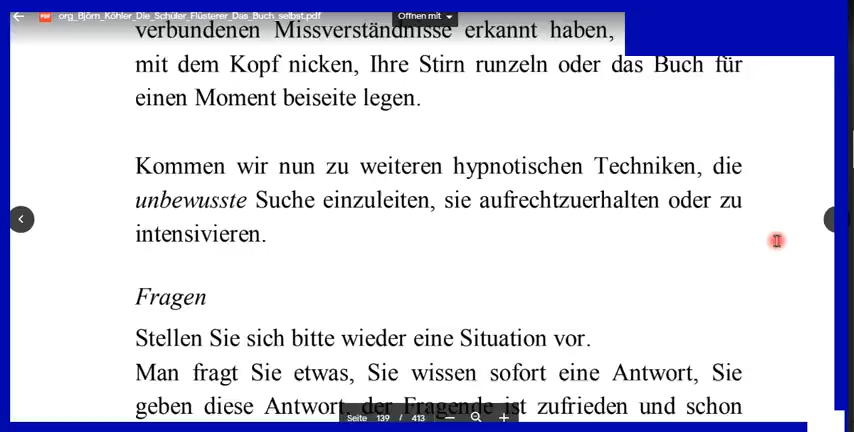 org_Björn_Köhler_Die_Schüler_Flüsterer_Das_Buch_selbst.pdf
Öffnen mit
verbundenen Missverständnisse erkannt haben,
mit dem Kopf nicken, Ihre Stirn runzeln oder das Buch für
einen Moment beiseite legen.
Kommen wir nun zu weiteren hypnotischen Techniken, die
unbewusste Suche einzuleiten, sie aufrechtzuerhalten oder zu
intensivieren.
Fragen
Stellen Sie sich bitte wieder eine Situation vor.
Man fragt Sie etwas, Sie wissen sofort eine Antwort, Sie
geben diese Antwort, der Fragende ist zufrieden und schon
Seite 139 / 413